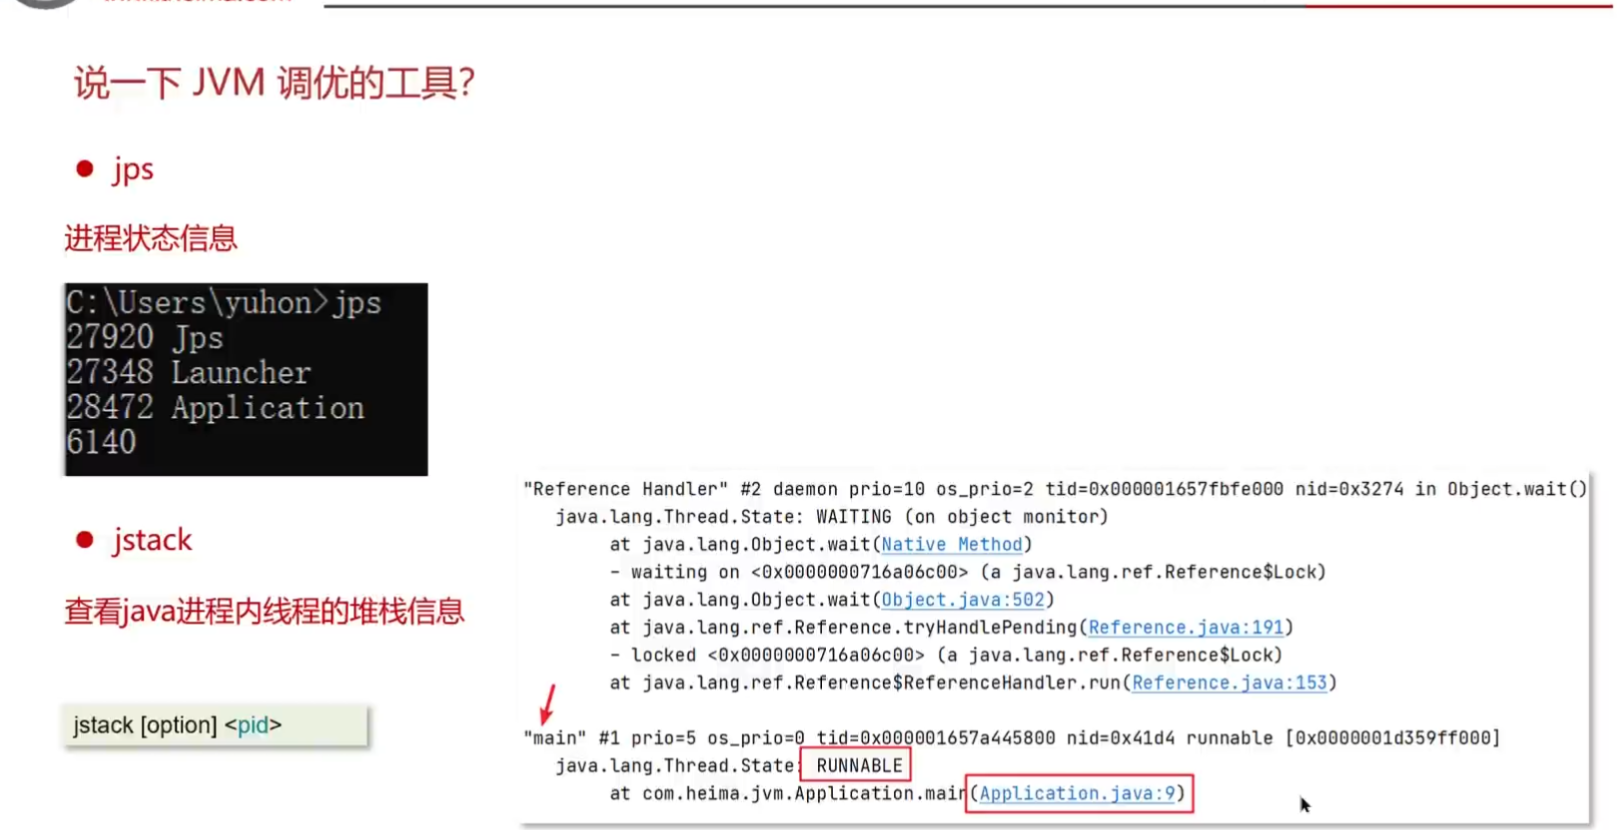 说一下 JVM 调优的工具?
● jps
进程状态信息
C:\Users\yuhon>jps
27920 Jps
27348 Launcher
28472 Application
6140
● jstack
查看java进程内线程的堆栈信息
jstack [option] <pid>
"Reference Handler" #2 daemon prio=10 os_prio=2 tid=0x000001657fbfe000 nid=0x3274 in Object.wait()
java.lang.Thread.State: WAITING (on object monitor)
at java.lang.Object.wait(Native Method)
- waiting on <0x0000000716a06c00> (a java.lang.ref.Reference$Lock)
at java.lang.Object.wait(Object.java:502)
at java.lang.ref.Reference.tryHandlePending(Reference.java:191)
- locked <0x0000000716a06c00> (a java.lang.ref.Reference$Lock)
at java.lang.ref.Reference$ReferenceHandler.run(Reference.java:153)
"main" #1 prio=5 os_prio=0 tid=0x000001657a445800 nid=0x41d4 runnable [0x0000001d359ff000]
java.lang.Thread.State: RUNNABLE
at com.heima.jvm.Application.main(Application.java:9)